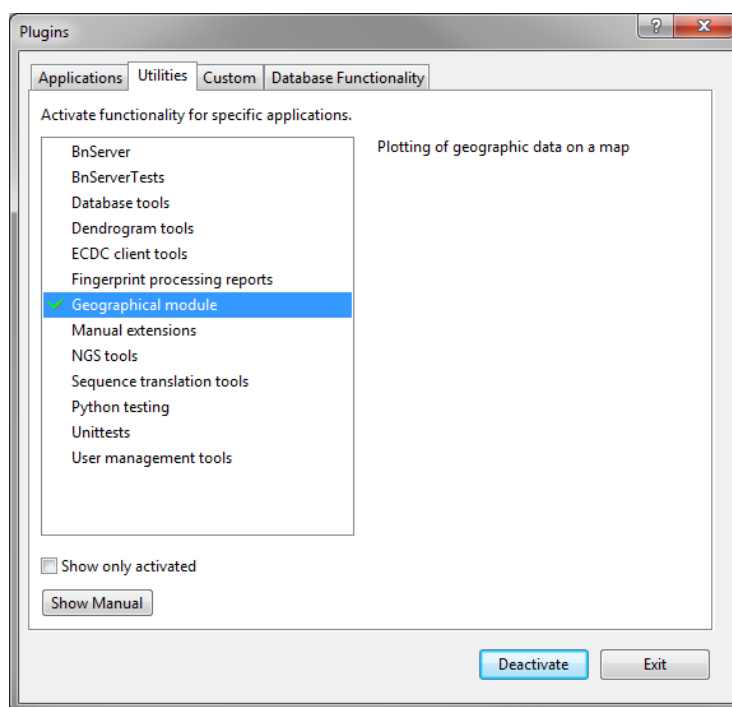 Plugins
?
Applications Utilities Custom Database Functionality
Activate functionality for specific applications.
BnServer
Plotting of geographic data on a map
BnServerTests
Database tools
Dendrogram tools
ECDC client tools
Fingerprint processing reports
Geographical module
Manual extensions
NGS tools
Sequence translation tools
Python testing
Unittests
User management tools
Show only activated
Show Manual
Deactivate Exit